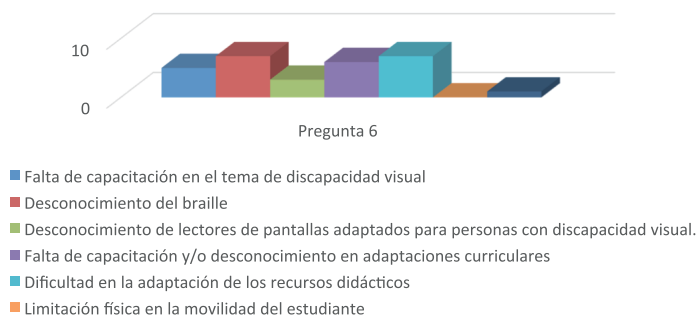 10
0
Pregunta 6
Falta de capacitación en el tema de discapacidad visual
Desconocimiento del braille
Desconocimiento de lectores de pantallas adaptados para personas con discapacidad visual.
Falta de capacitación y/o desconocimiento en adaptaciones curriculares
Dificultad en la adaptación de los recursos didácticos
Limitación física en la movilidad del estudiante